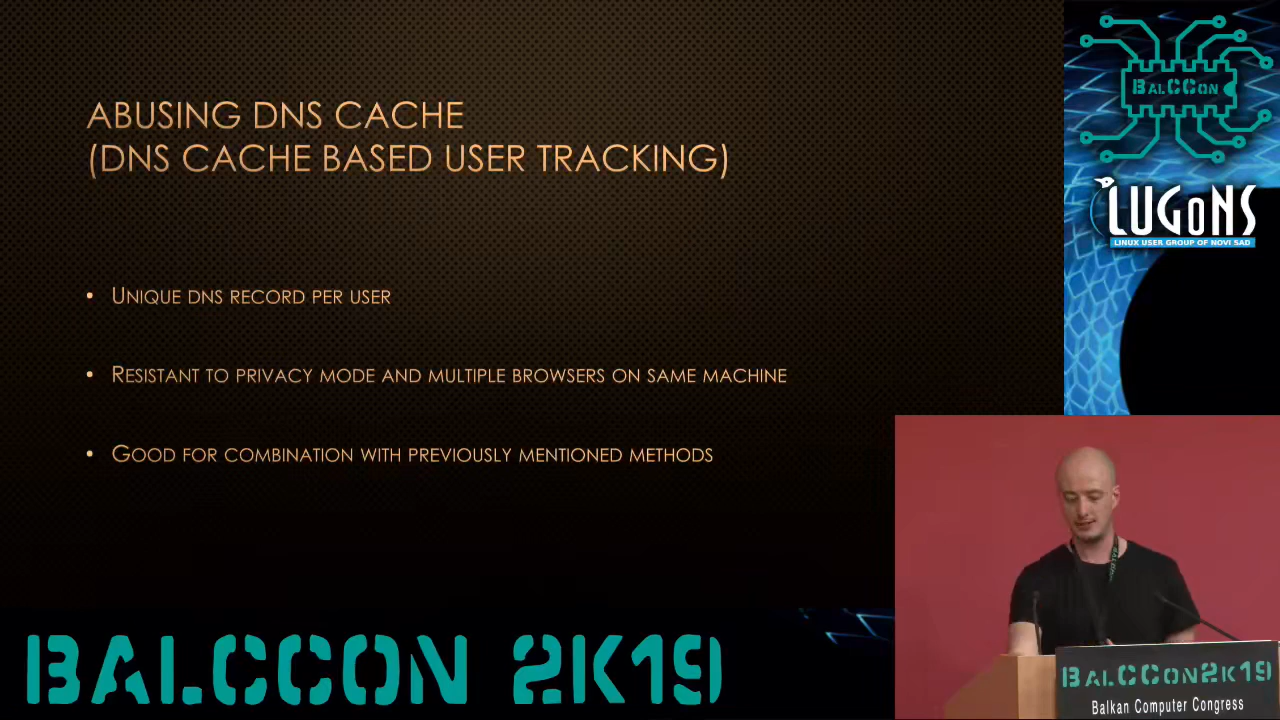 ABUSING DNS CACHE
(DNS CACHE BASED USER TRACKING)
• UNIQUE DNS RECORD PER USER
• RESISTANT TO PRIVACY MODE AND MULTIPLE BROWSERS ON SAME MACHINE
• GOOD FOR COMBINATION WITH PREVIOUSLY MENTIONED METHODS
BALCCON
LUGONS
LINUX USER GROUP OF NOVI SAD
BALCCON 2K19
BALCCON2K19
Balkan Computer Congress